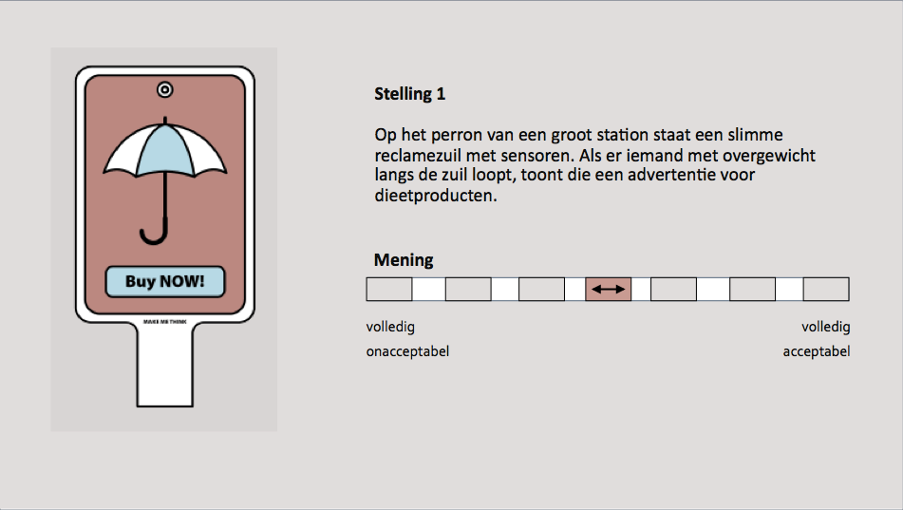 Stelling 1
Op het perron van een groot station staat een slimme
reclamezuil met sensoren. Als er iemand met overgewicht
langs de zuil loopt, toont die een advertentie voor
dieetproducten.
Buy NOW!
MAKE ME THINK
Mening
volledig
onacceptabel
volledig
acceptabel